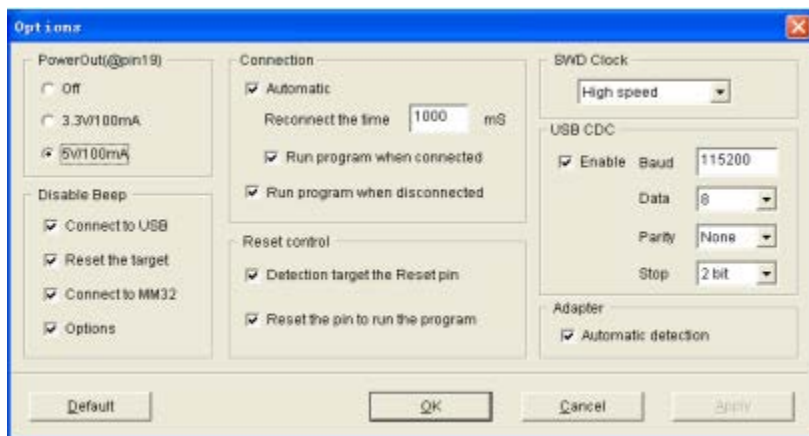 Options
PowerOut(@pin19)
Off
3.3V/100mA
5V/100mA
Disable Beep
Connect to USB
Reset the target
Connect to MM32
Options
Connection
Automatic
Reconnect the time 1000 mS
Run program when connected
Run program when disconnected
Reset control
Detection target the Reset pin
Reset the pin to run the program
SWD Clock
High speed
USB CDC
Enable Baud 115200
Data 8
Parity None
Stop 2 bit
Adapter
Automatic detection
Default OK Cancel Apply